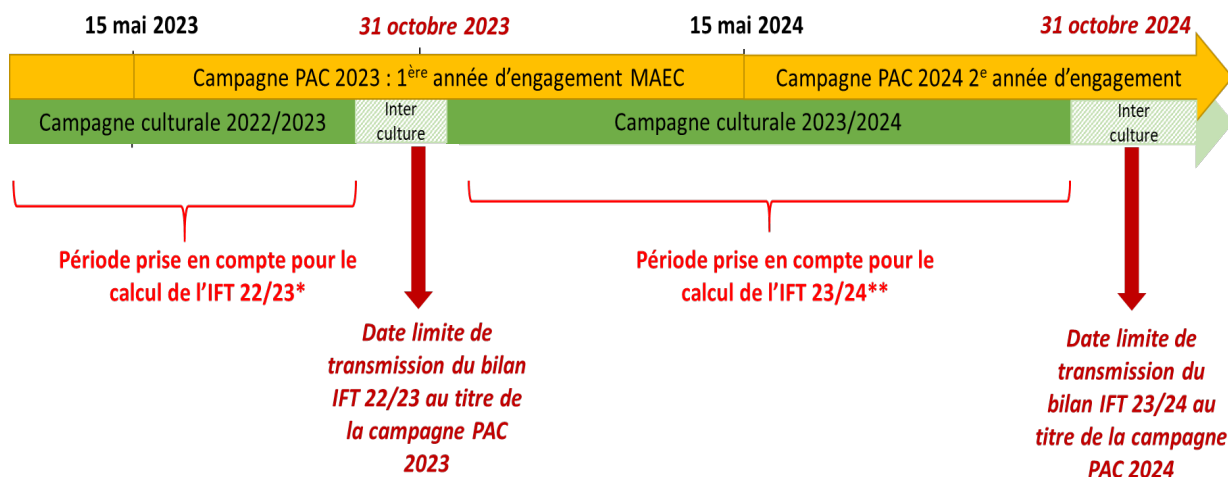 15 mai 2023
31 octobre 2023
15 mai 2024
31 octobre 2024
Campagne PAC 2023 : 1ère année d’engagement MAEC
Campagne PAC 2024 2e année d’engagement
Campagne culturale 2022/2023
Inter
culture
Campagne culturale 2023/2024
Inter
culture
Période prise en compte pour le
calcul de l’IFT 22/23*
Période prise en compte pour le
calcul de l’IFT 23/24**
Date limite de
transmission du bilan
IFT 22/23 au titre de
la campagne PAC
2023
Date limite de
transmission du
bilan IFT 23/24 au
titre de la campagne
PAC 2024